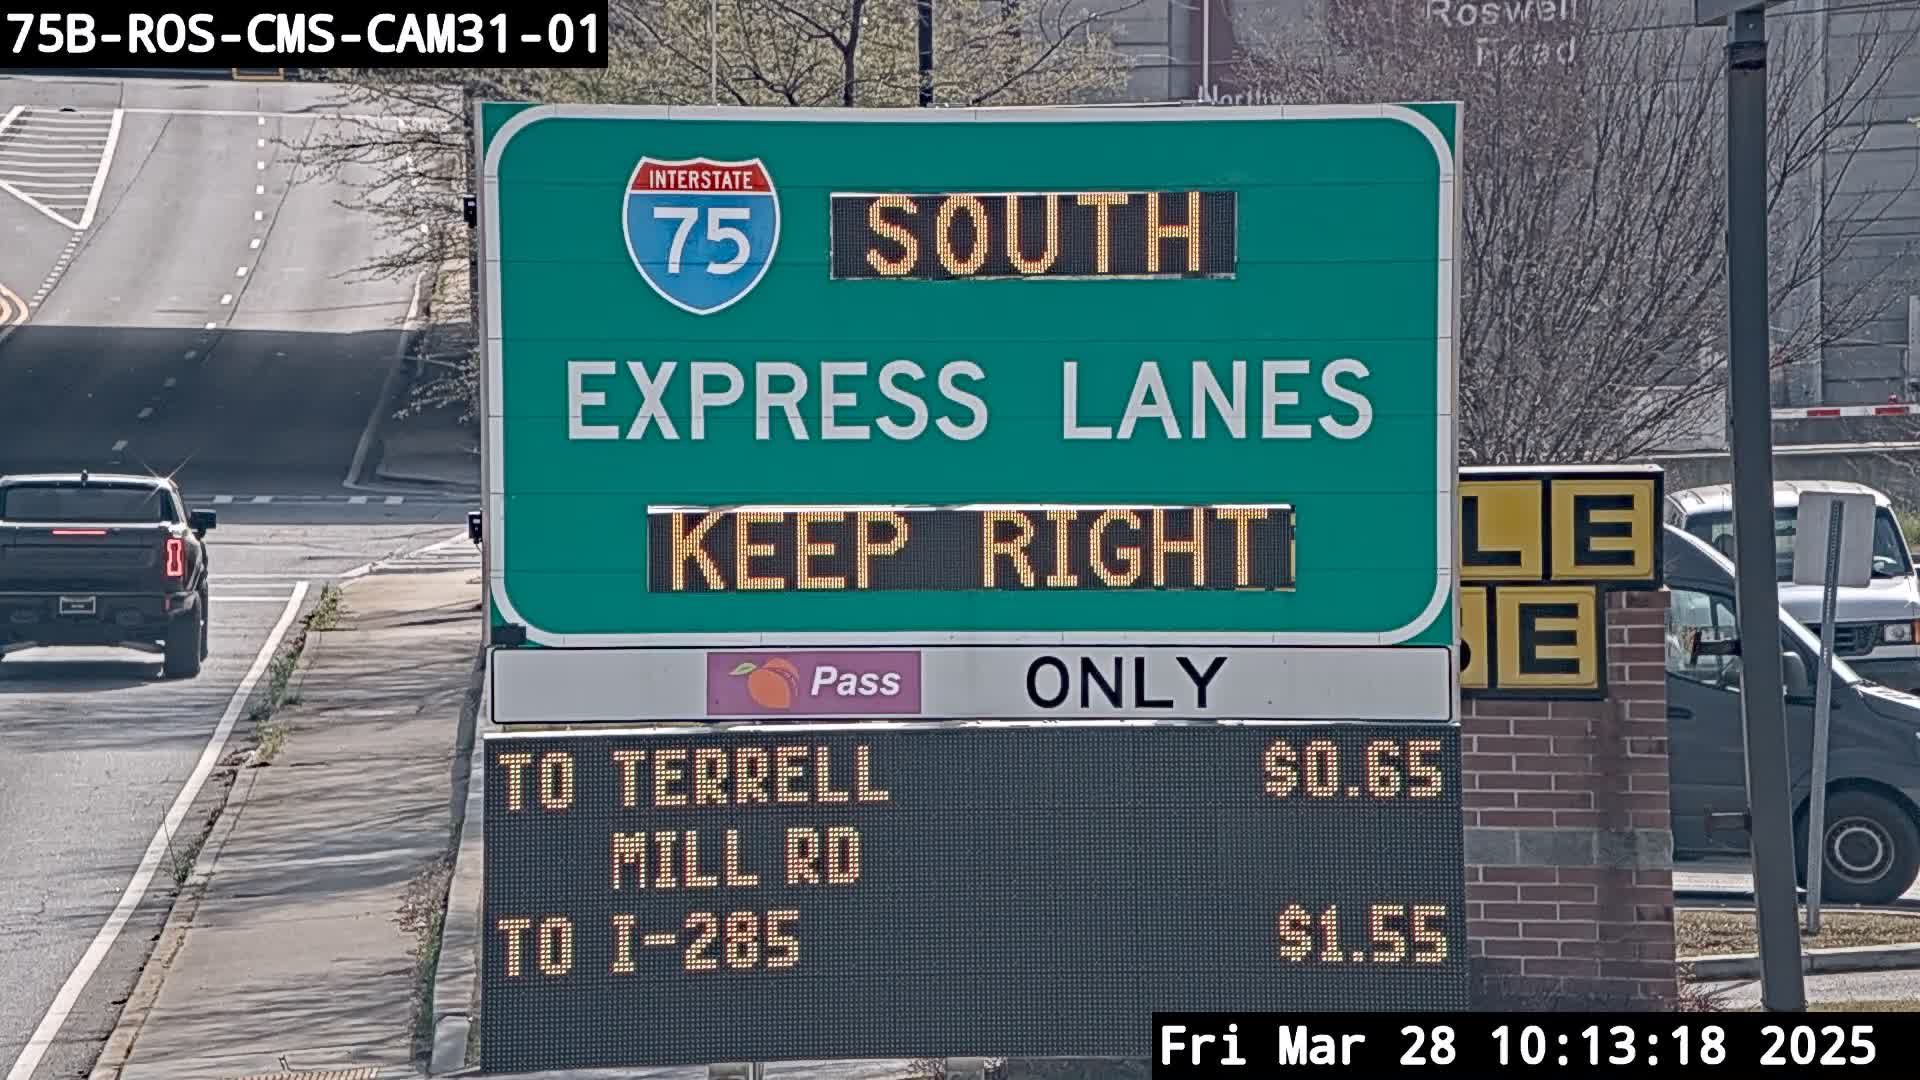 75B-ROS-CMS-CAM31-01
Roswell
Road
INTERSTATE
75
SOUTH
EXPRESS LANES
KEEP RIGHT
LE
E
Pass ONLY
TO TERRELL $0.65
MILL RD
TO I-285 $1.55
Fri Mar 28 10:13:18 2025